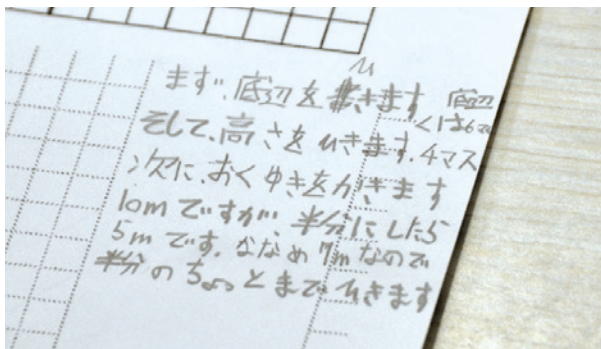 ひ
まず、底辺を書きます 底辺
くは6マス
そして、高さをひきます。4マス
次に、おくゆきをかきます
10mですが、半分にしたら
5mです。ななめ7mなので
半分のちょっとまでひきます